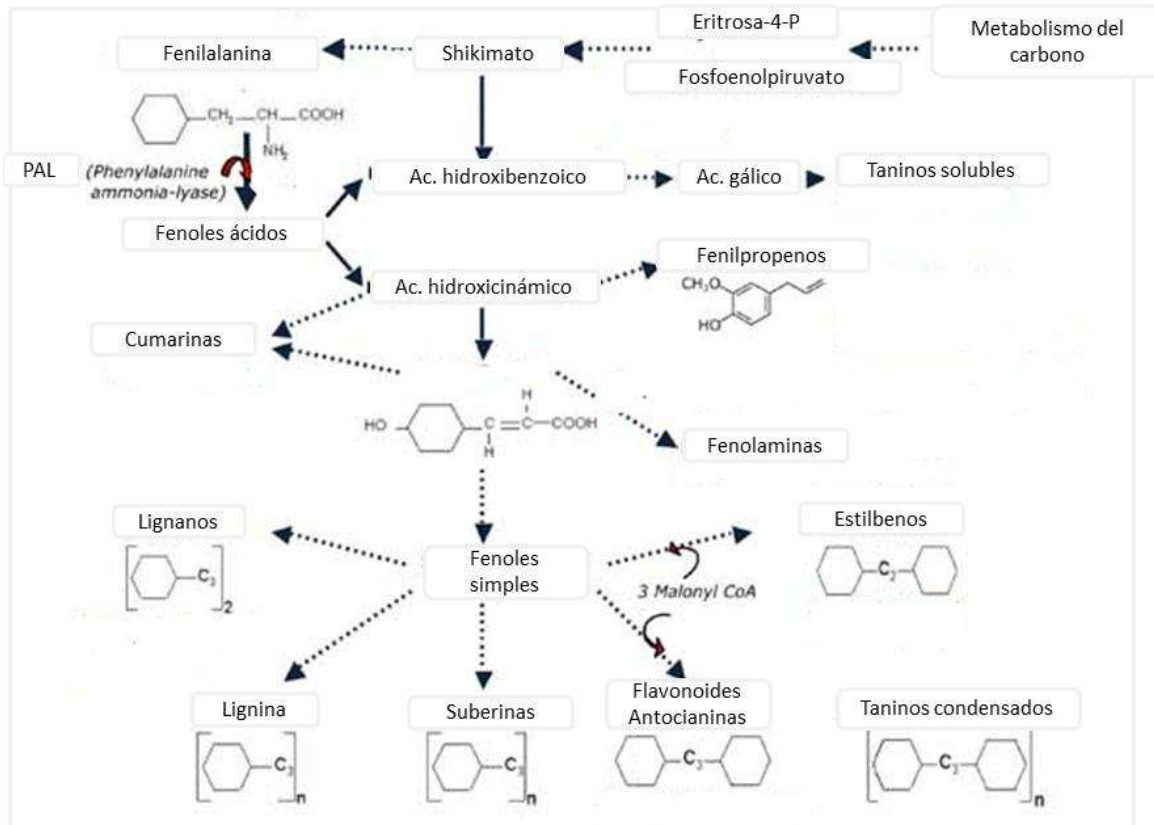 Eritrosa-4-P
Metabolismo del
carbono
Fenilalanina
Shikimato
Fosfoenolpiruvato
CH2 CH COOH
NH2
PAL
(Phenylalanine
ammonia-lyase)
Ac. hidroxibenzoico
Ac. gálico
Taninos solubles
Fenoles ácidos
Fenilpropenos
Ac. hidroxicinámico
CH3O
HO
Cumarinas
H
HO C C COOH
H
Fenolaminas
Lignanos
Estilbenos
C3
2
Fenoles
simples
3 Malonyl CoA
C2
Lignina
Suberinas
Flavonoides
Antocianinas
Taninos condensados
C3
n
C3
n
C3
C3
n